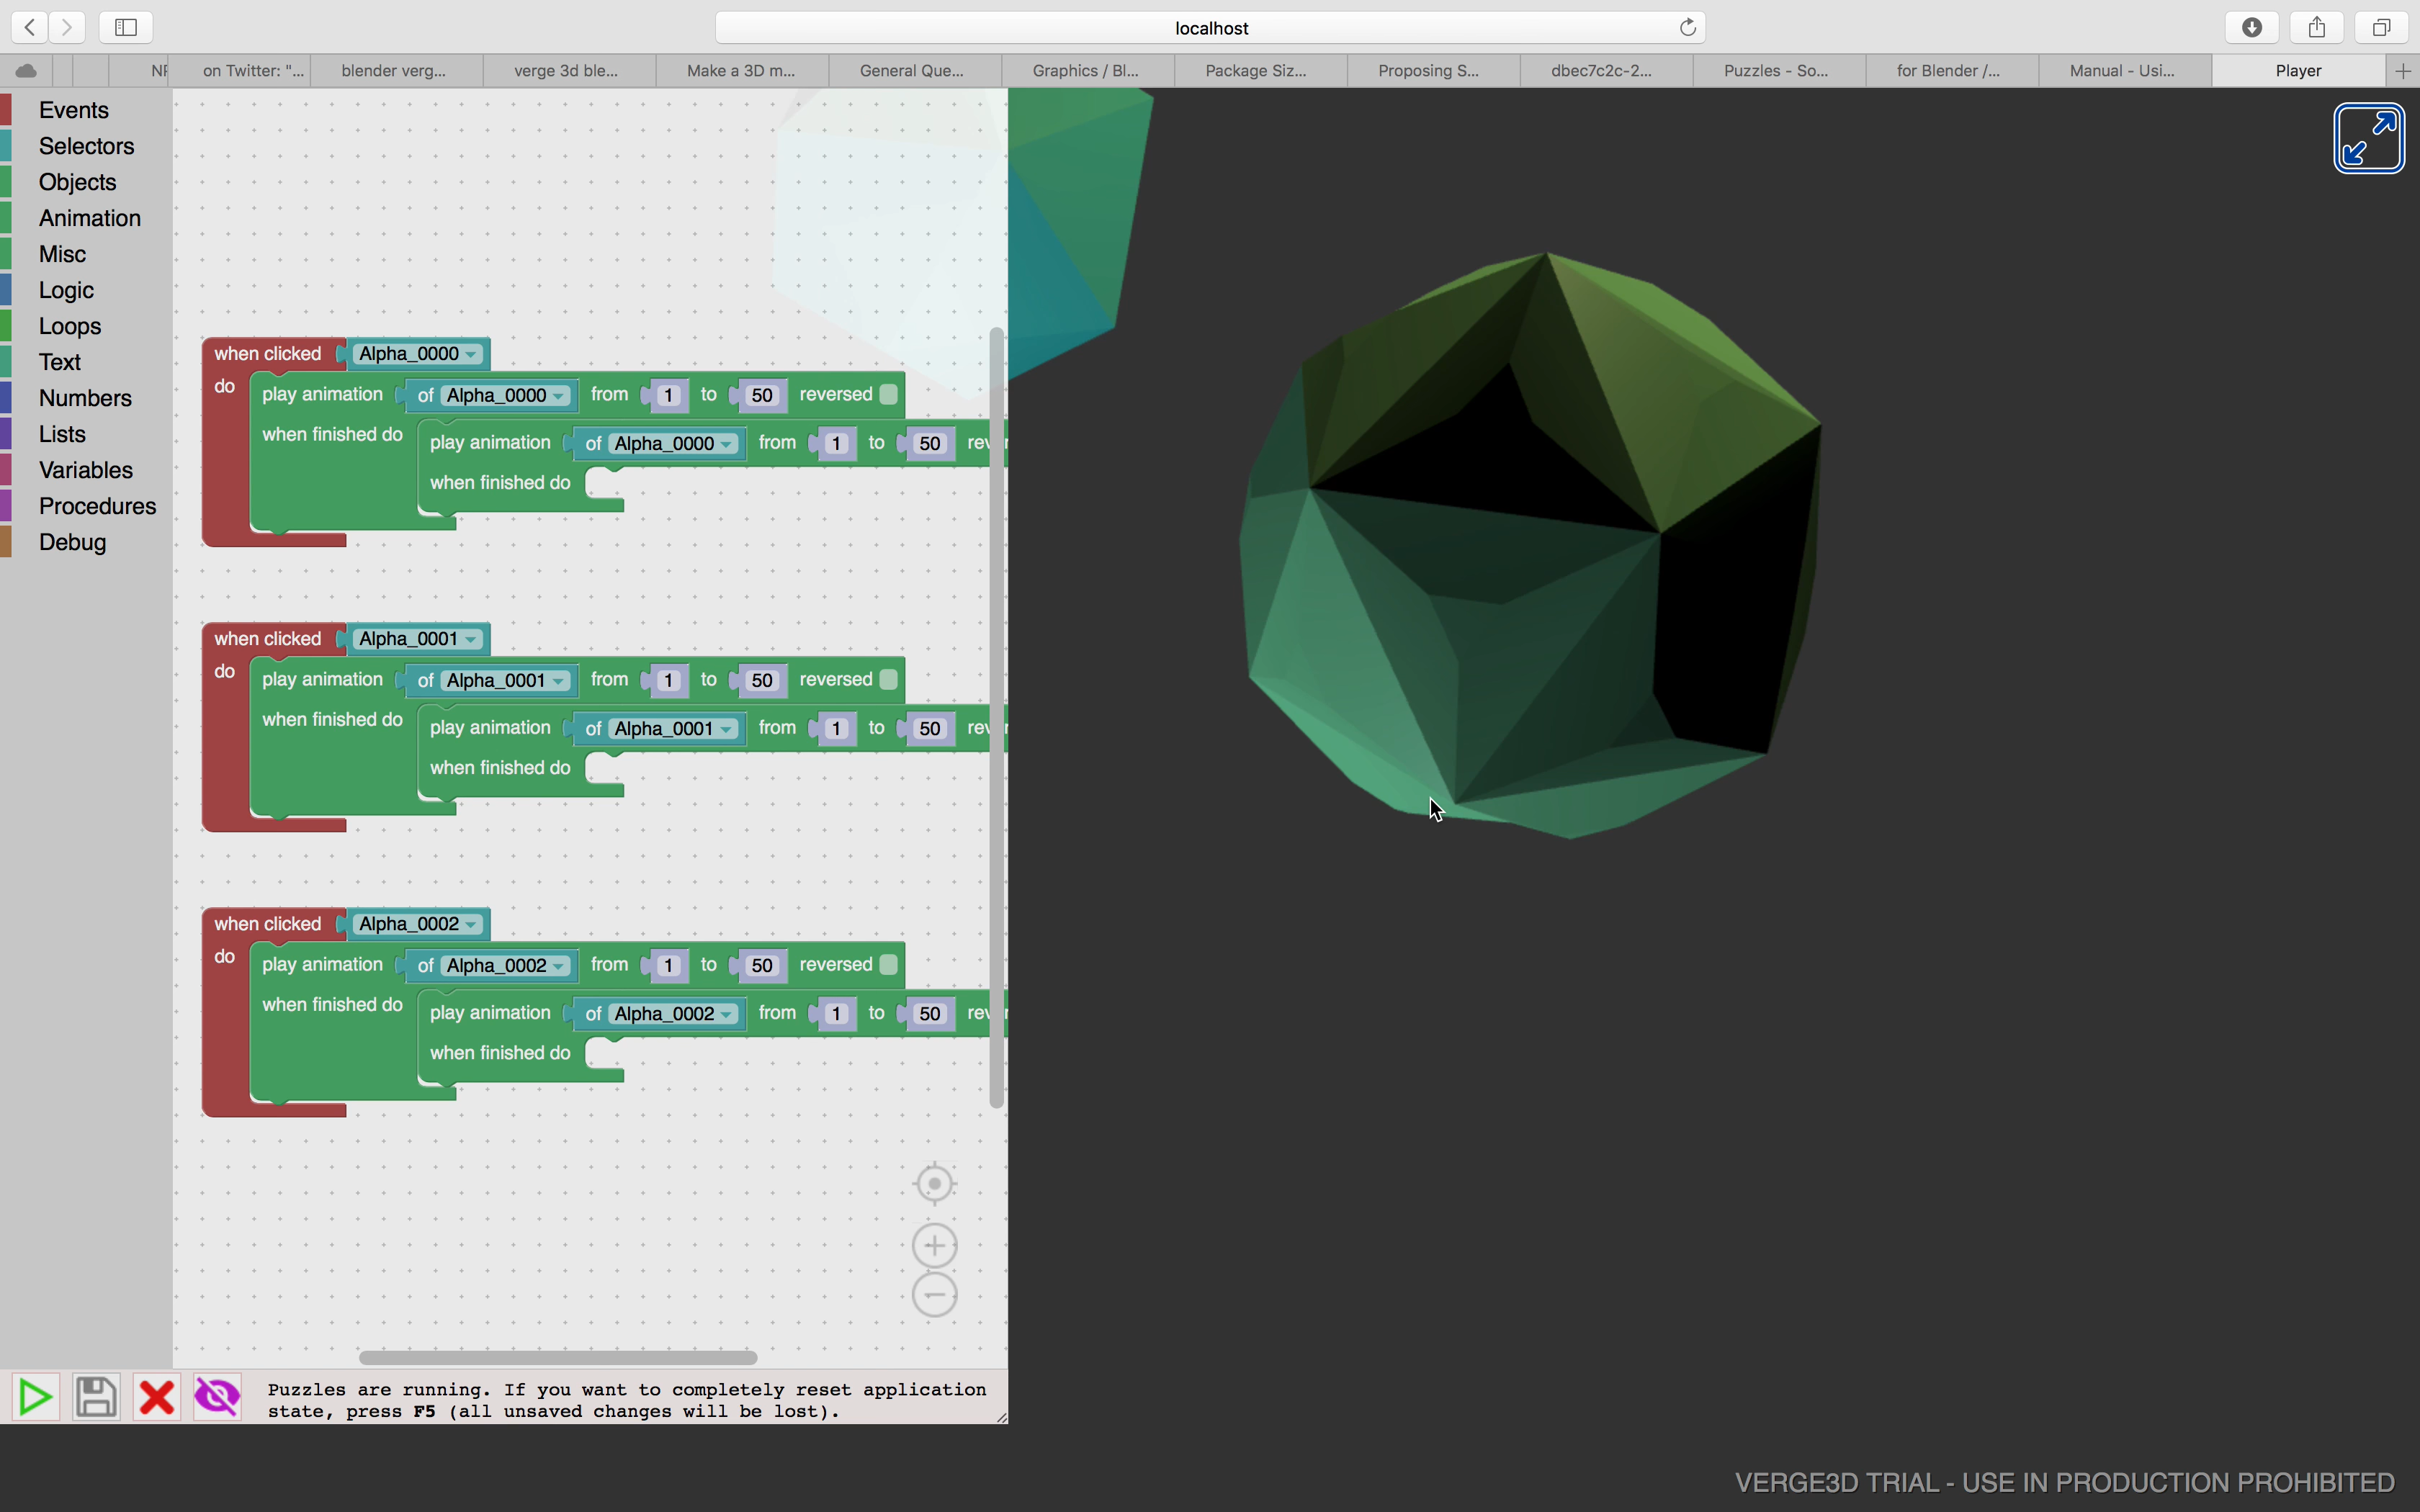 localhost
on Twitter: "...
blender verg...
verge 3d ble...
Make a 3D m...
General Que...
Graphics / Bl...
Package Siz...
Proposing S...
dbec7c2c-2...
Puzzles - So...
for Blender /...
Manual - Usi...
Player
Events
Selectors
Objects
Animation
Misc
Logic
Loops
Text
Numbers
Lists
Variables
Procedures
Debug
when clicked Alpha_0000
do play animation of Alpha_0000 from 1 to 50 reversed
when finished do play animation of Alpha_0000 from 1 to 50 rev
when finished do
when clicked Alpha_0001
do play animation of Alpha_0001 from 1 to 50 reversed
when finished do play animation of Alpha_0001 from 1 to 50 rev
when finished do
when clicked Alpha_0002
do play animation of Alpha_0002 from 1 to 50 reversed
when finished do play animation of Alpha_0002 from 1 to 50 rev
when finished do
Puzzles are running. If you want to completely reset application
state, press F5 (all unsaved changes will be lost).
VERGE3D TRIAL - USE IN PRODUCTION PROHIBITED